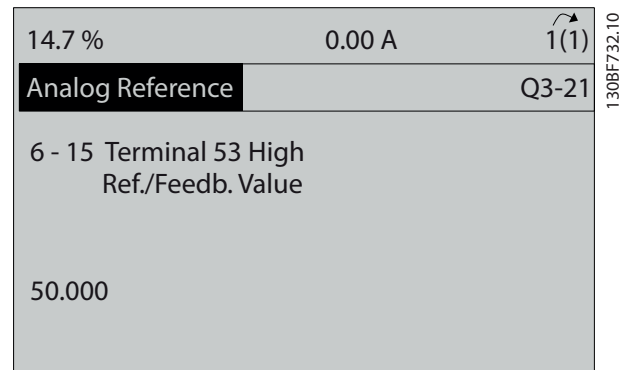 14.7 % 0.00 A 1(1)
Analog Reference Q3-21
6 - 15 Terminal 53 High
Ref./Feedb. Value
50.000
130BF732.10